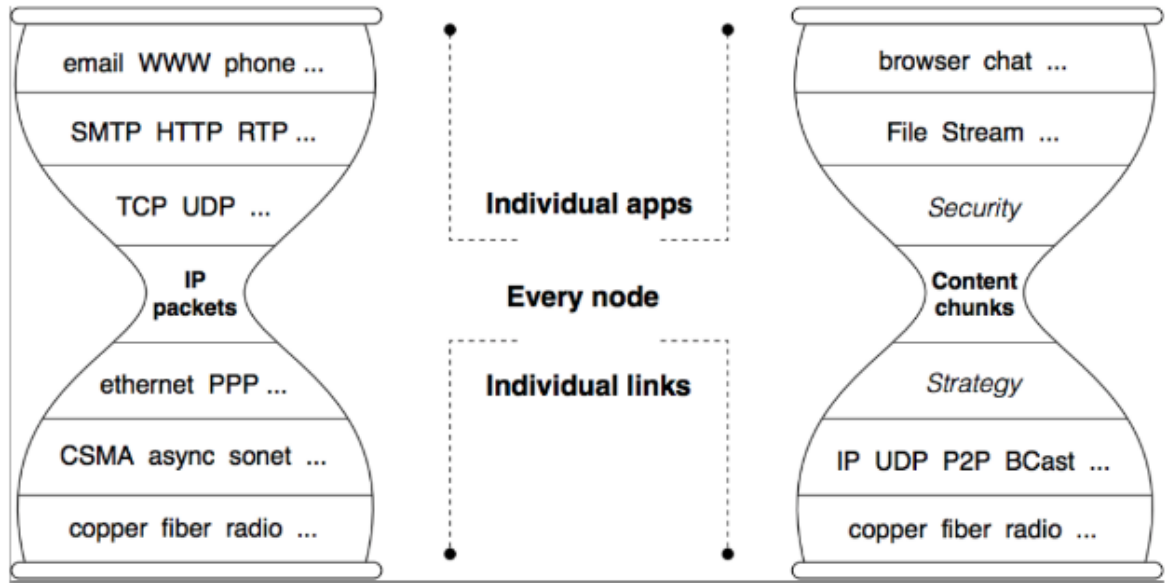 email WWW phone ...
SMTP HTTP RTP ...
TCP UDP ...
IP
packets
ethernet PPP ...
CSMA async sonet ...
copper fiber radio ...
Individual apps
Every node
Individual links
browser chat ...
File Stream ...
Security
Content
chunks
Strategy
IP UDP P2P BCast ...
copper fiber radio ...